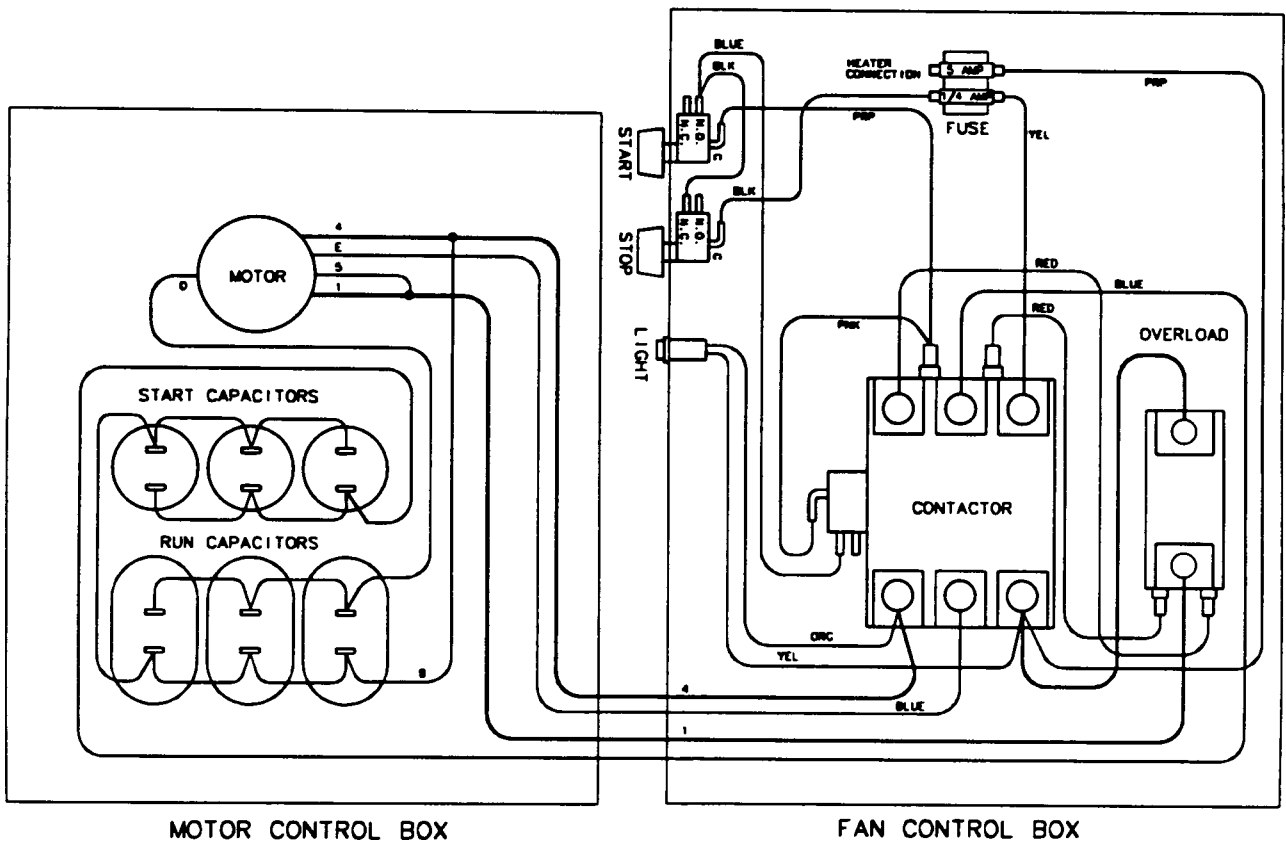 BLUE
BLK
HEATER
CONNECTION
5 AMP
1/4 AMP
FUSE
PRP
YEL
PRP
START
N.C.
N.O.
C
BLK
STOP
N.C.
N.O.
C
MOTOR
4
E
5
1
D
LIGHT
RED
BLUE
PNK
RED
OVERLOAD
START CAPACITORS
CONTACTOR
RUN CAPACITORS
ORG
YEL
4
BLUE
1
MOTOR CONTROL BOX
FAN CONTROL BOX